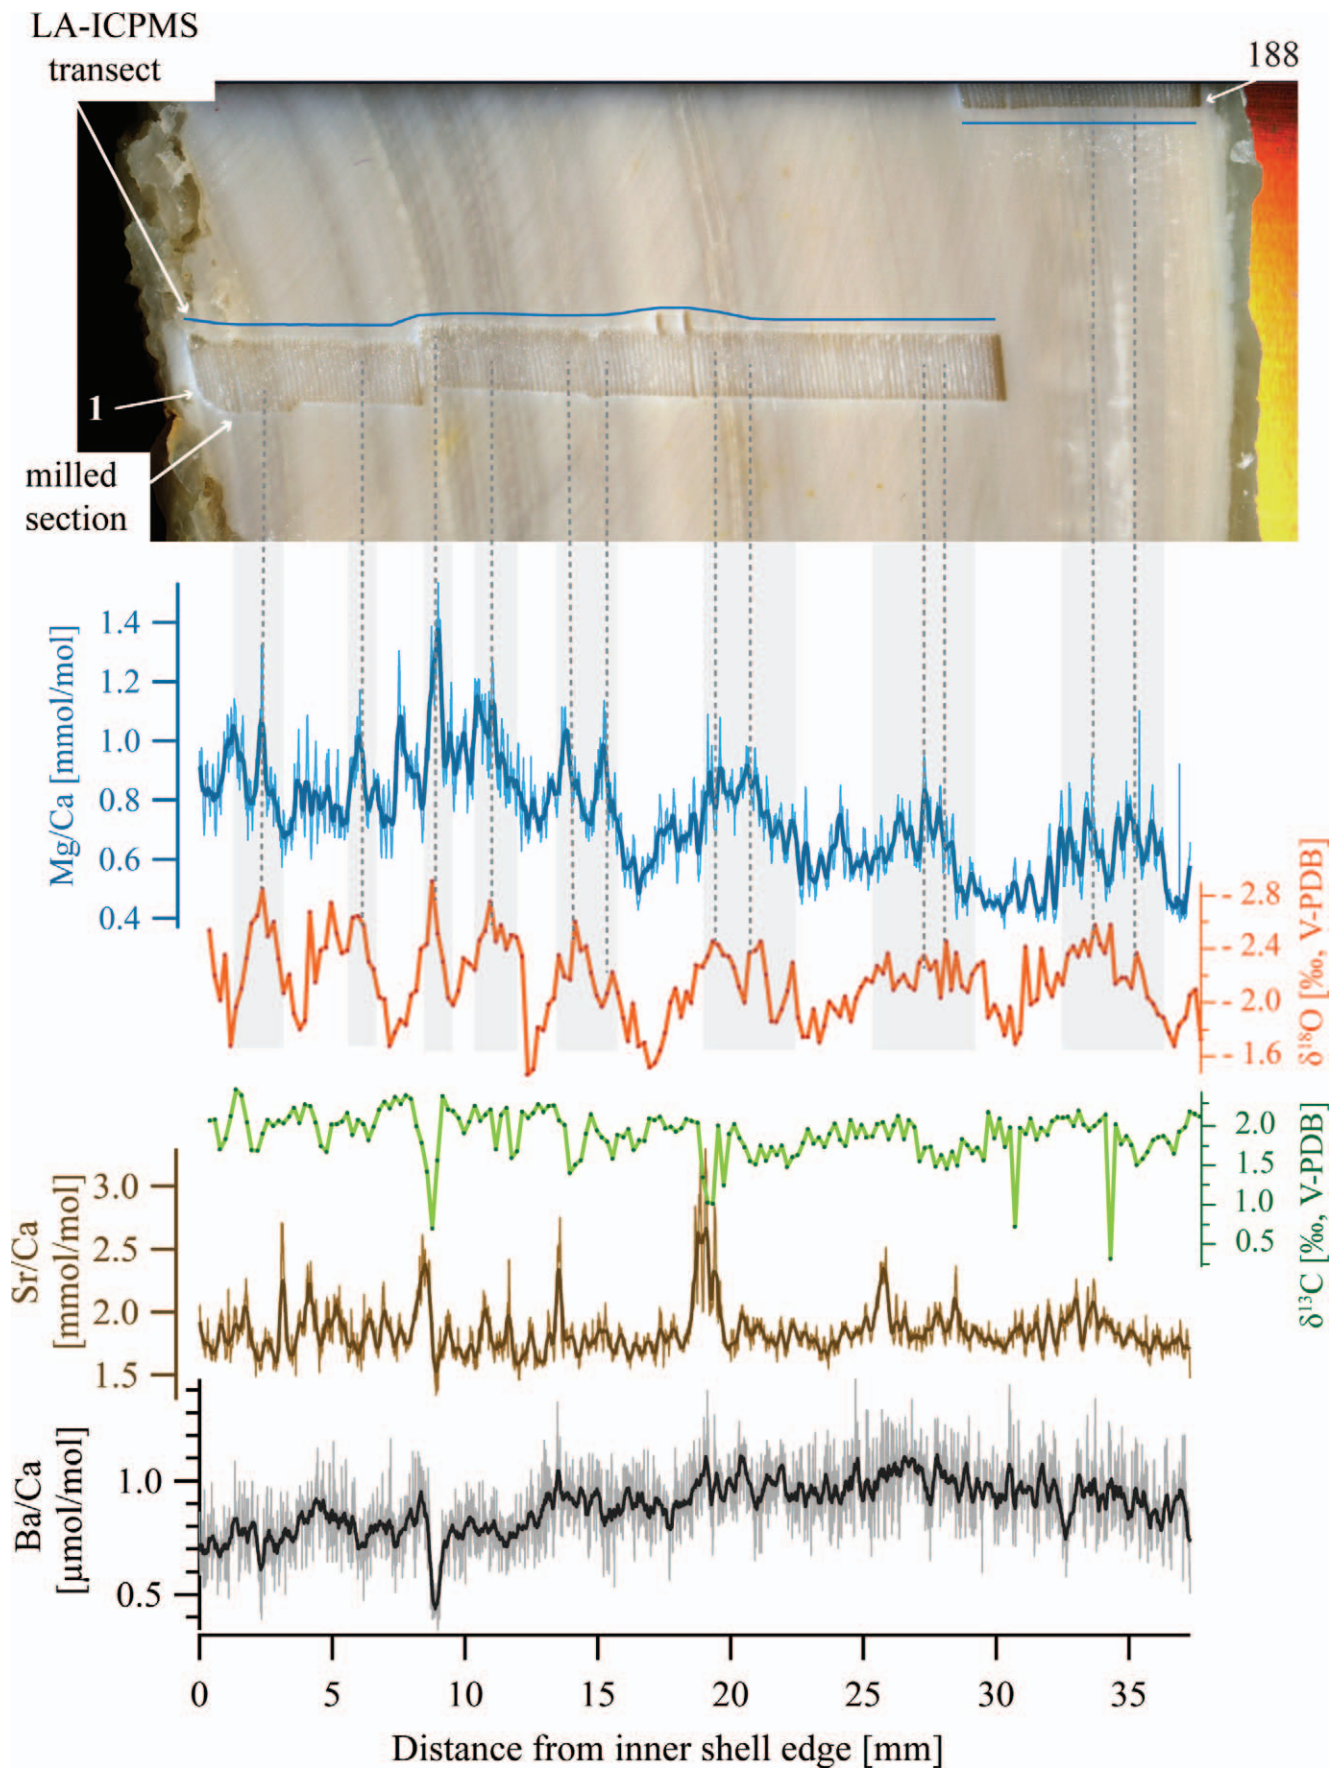 LA-ICPMS
transect
188
1
milled
section
Mg/Ca [mmol/mol]
1.4
1.2
1.0
0.8
0.6
0.4
δ¹⁸O [‰, V-PDB]
- 2.8
- 2.4
- 2.0
- 1.6
δ¹³C [‰, V-PDB]
2.0
1.5
1.0
0.5
Sr/Ca
[mmol/mol]
3.0
2.5
2.0
1.5
Ba/Ca
[µmol/mol]
1.0
0.5
0 5 10 15 20 25 30 35
Distance from inner shell edge [mm]